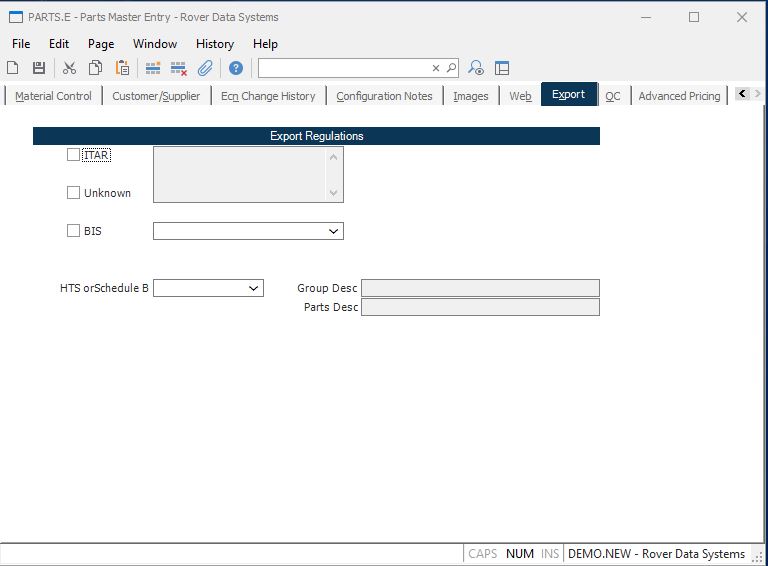 PARTS.E - Parts Master Entry - Rover Data Systems
File Edit Page Window History Help
Material Control Customer/Supplier Ecn Change History Configuration Notes Images Web Export QC Advanced Pricing
Export Regulations
ITAR
Unknown
BIS
HTS orSchedule B Group Desc
Parts Desc
CAPS NUM INS DEMO.NEW - Rover Data Systems